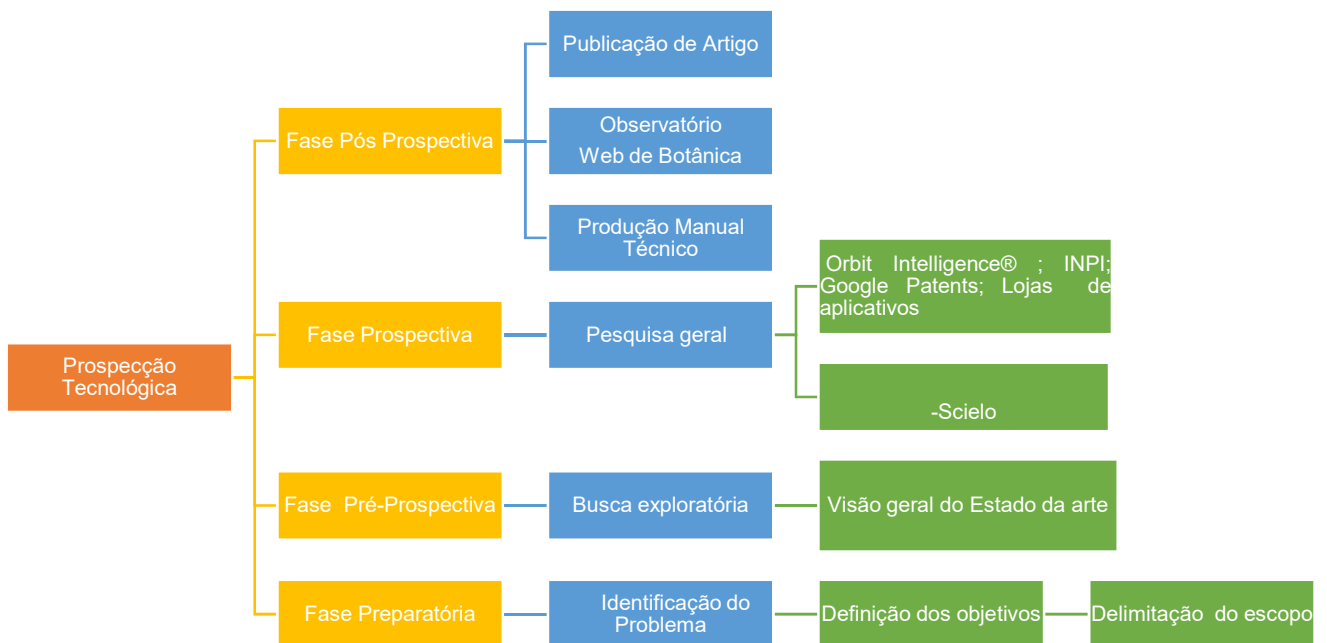 Prospecção
Tecnológica
Fase Pós Prospectiva
Publicação de Artigo
Observatório
Web de Botânica
Produção Manual
Técnico
Fase Prospectiva
Pesquisa geral
Orbit Intelligence® ; INPI;
Google Patents; Lojas de
aplicativos
-Scielo
Fase Pré-Prospectiva
Busca exploratória
Visão geral do Estado da arte
Fase Preparatória
Identificação do
Problema
Definição dos objetivos
Delimitação do escopo